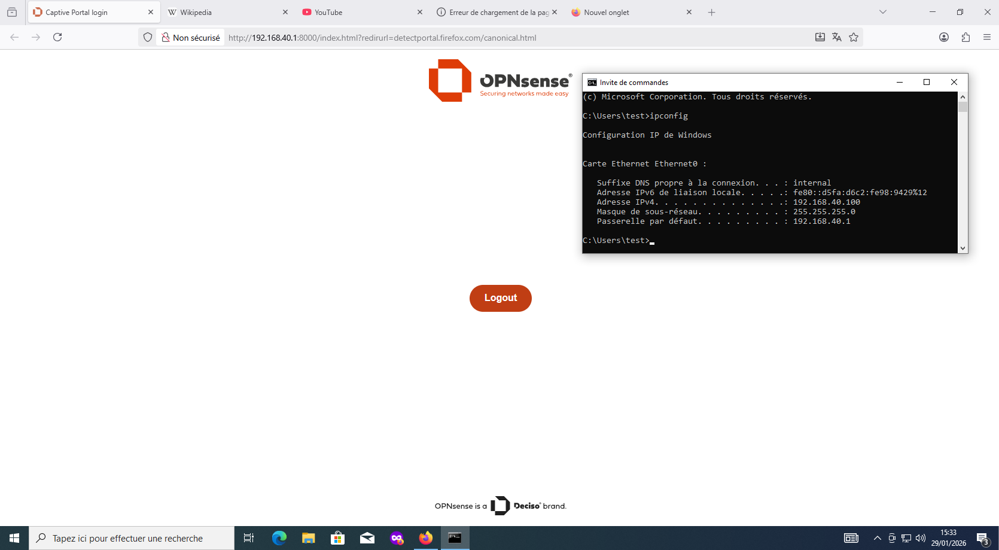 Captive Portal login
Wikipedia
YouTube
Erreur de chargement de la pag
Nouvel onglet
Non sécurisé
http://192.168.40.1:8000/index.html?redirurl=detectportal.firefox.com/canonical.html
OPNsense®
Securing networks made easy
Invite de commandes
(c) Microsoft Corporation. Tous droits réservés.
C:\Users\test>ipconfig
Configuration IP de Windows
Carte Ethernet Ethernet0 :
Suffixe DNS propre à la connexion. . . : internal
Adresse IPv6 de liaison locale. . . . .: fe80::d5fa:d6c2:fe98:9429%12
Adresse IPv4. . . . . . . . . . . . . .: 192.168.40.100
Masque de sous-réseau. . . . . . . . . : 255.255.255.0
Passerelle par défaut. . . . . . . . . : 192.168.40.1
C:\Users\test>
Logout
OPNsense is a Deciso® brand.
Tapez ici pour effectuer une recherche
15:33
29/01/2026
3